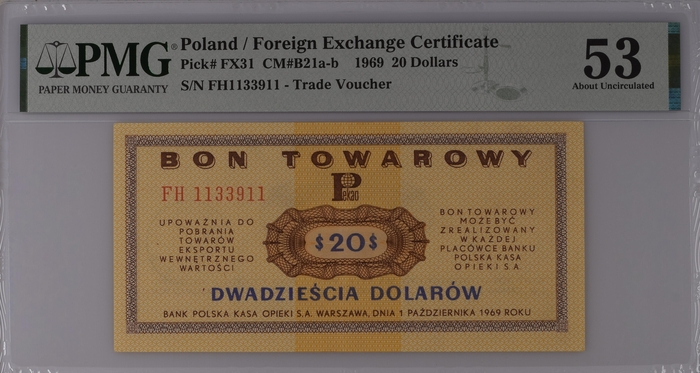 PMG®
PAPER MONEY GUARANTY
Poland / Foreign Exchange Certificate
Pick# FX31 CM#B21a-b 1969 20 Dollars
S/N FH1133911 - Trade Voucher
53
About Uncirculated
BON TOWAROWY
FH 1133911
Pekao
UPOWAŻNIA DO
POBRANIA
TOWARÓW
EKSPORTU
WEWNĘTRZNEGO
WARTOŚCI
$20$
BON TOWAROWY
MOŻE BYĆ
ZREALIZOWANY
W KAŻDEJ
PLACÓWCE BANKU
POLSKA KASA
OPIEKI S.A.
DWADZIEŚCIA DOLARÓW
BANK POLSKA KASA OPIEKI S.A. WARSZAWA, DNIA 1 PAŹDZIERNIKA 1969 ROKU